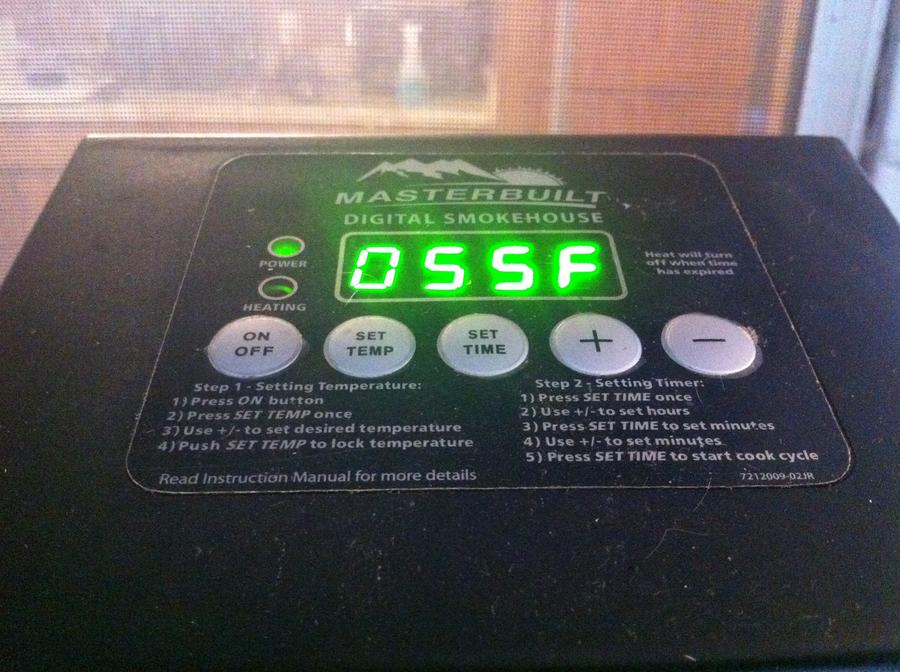 MASTERBUILT
DIGITAL SMOKEHOUSE
POWER
HEATING
055F
Heat will turn
off when time
has expired
ON
OFF
SET
TEMP
SET
TIME
+
−
Step 1 - Setting Temperature:
1) Press ON button
2) Press SET TEMP once
3) Use +/- to set desired temperature
4) Push SET TEMP to lock temperature
Step 2 - Setting Timer:
1) Press SET TIME once
2) Use +/- to set hours
3) Press SET TIME to set minutes
4) Use +/- to set minutes
5) Press SET TIME to start cook cycle
Read Instruction Manual for more details
7212009-02JR